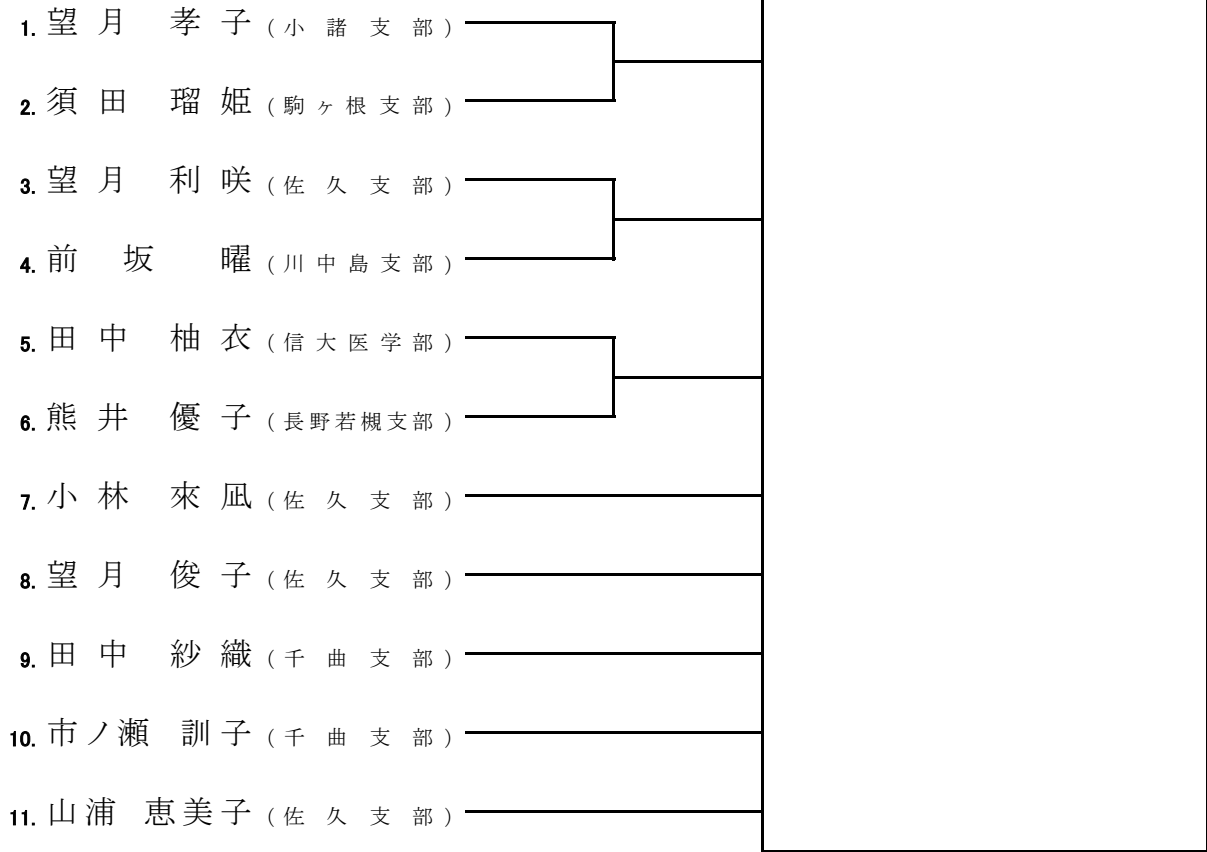 1. 望月 孝子 (小諸支部)
2. 須田 瑠姫 (駒ヶ根支部)
3. 望月 利咲 (佐久支部)
4. 前坂 曜 (川中島支部)
5. 田中 柚衣 (信大医学部)
6. 熊井 優子 (長野若槻支部)
7. 小林 來凪 (佐久支部)
8. 望月 俊子 (佐久支部)
9. 田中 紗織 (千曲支部)
10. 市ノ瀬 訓子 (千曲支部)
11. 山浦 恵美子 (佐久支部)